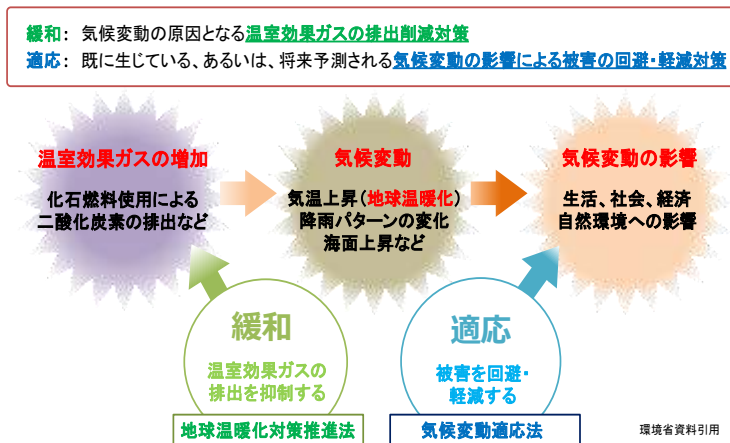 緩和: 気候変動の原因となる温室効果ガスの排出削減対策
適応: 既に生じている、あるいは、将来予測される気候変動の影響による被害の回避・軽減対策
温室効果ガスの増加
化石燃料使用による
二酸化炭素の排出など
気候変動
気温上昇(地球温暖化)
降雨パターンの変化
海面上昇など
気候変動の影響
生活、社会、経済
自然環境への影響
緩和
温室効果ガスの
排出を抑制する
地球温暖化対策推進法
適応
被害を回避・
軽減する
気候変動適応法
環境省資料引用